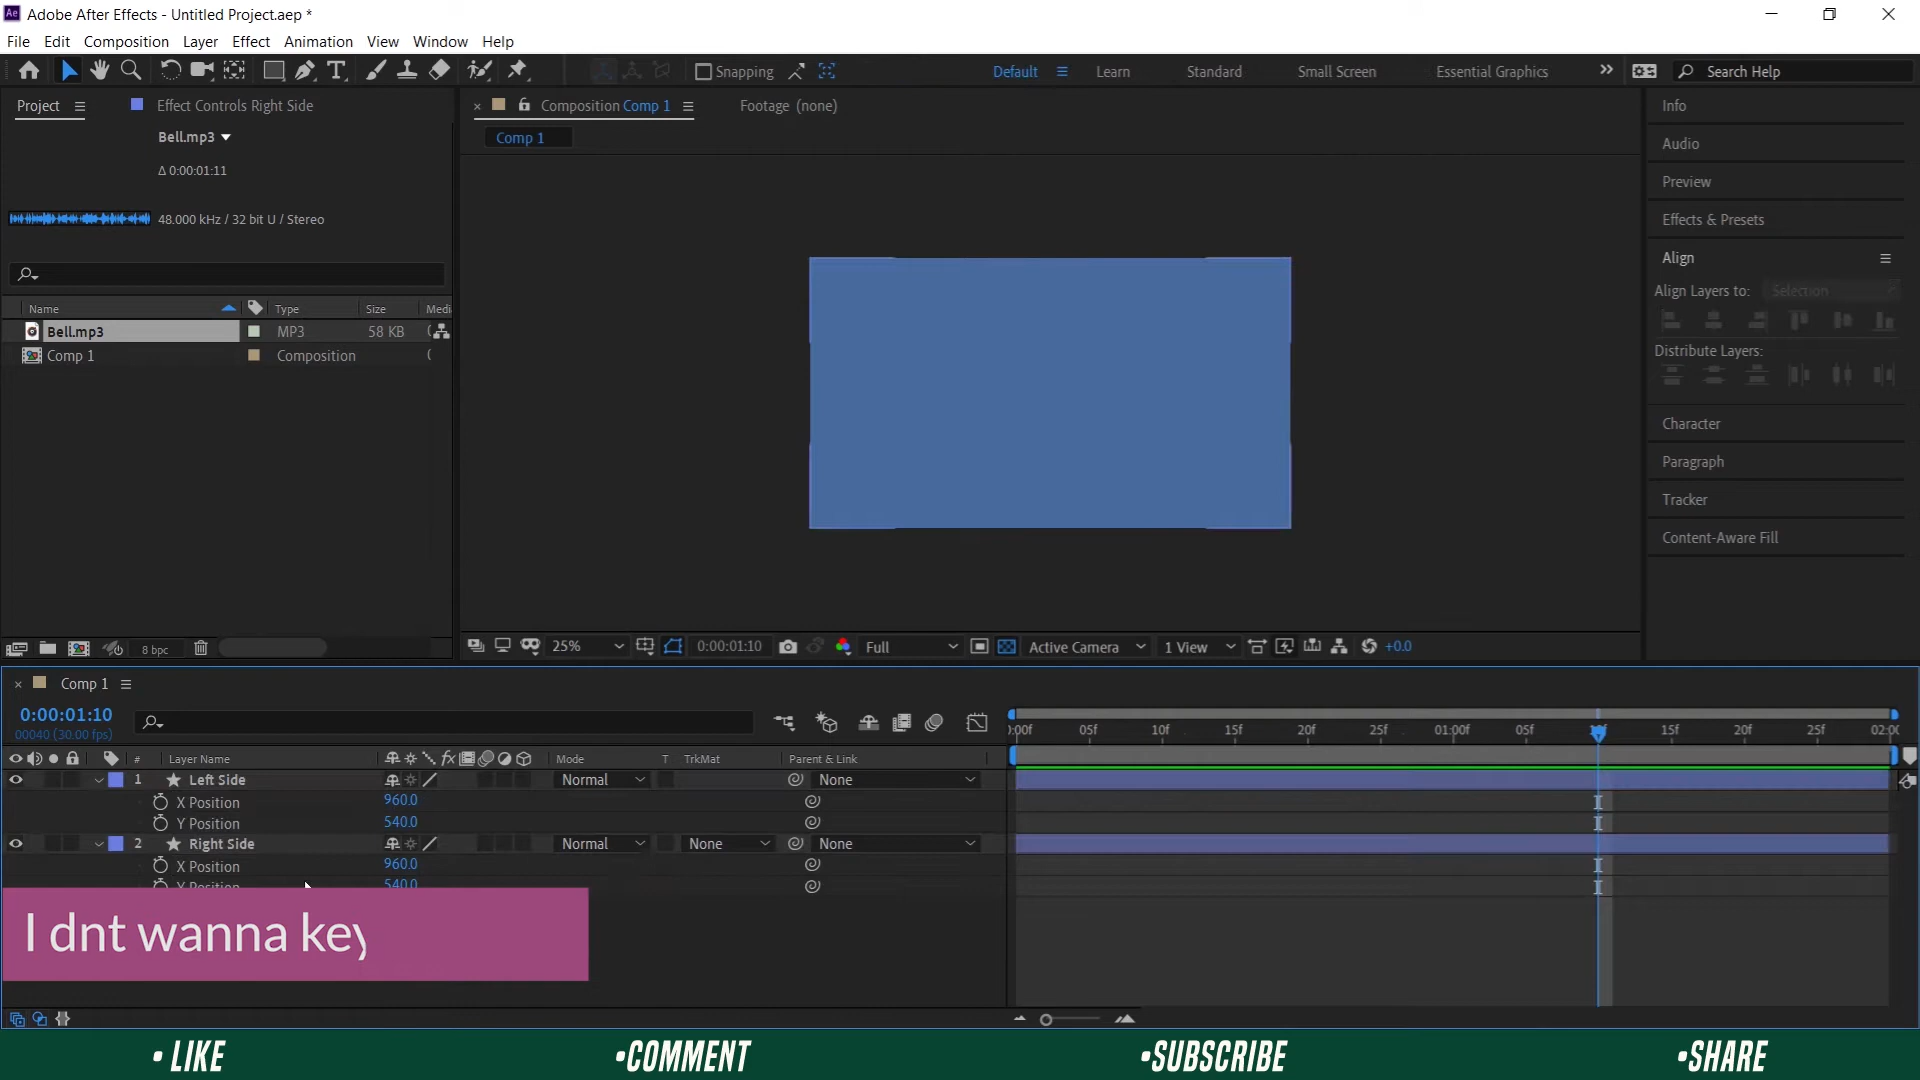 Adobe After Effects - Untitled Project.aep *
File Edit Composition Layer Effect Animation View Window Help
Snapping Default Learn Standard Small Screen Essential Graphics Search Help
Project Effect Controls Right Side
Composition Comp 1 Footage (none)
Comp 1
Bell.mp3
Δ 0:00:01:11
48.000 kHz / 32 bit U / Stereo
Name Type Size Medi
Bell.mp3 MP3 58 KB
Comp 1 Composition
8 bpc
25% 0:00:01:10 Full Active Camera 1 View +0.0
Info
Audio
Preview
Effects & Presets
Align
Align Layers to: Selection
Distribute Layers:
Character
Paragraph
Tracker
Content-Aware Fill
Comp 1
0:00:01:10
00040 (30.00 fps)
:00f 05f 10f 15f 20f 25f 01:00f 05f 15f 20f 25f 02:00
# Layer Name Mode T TrkMat Parent & Link
1 Left Side Normal None
X Position 960.0
Y Position 540.0
2 Right Side Normal None None
X Position 960.0
Y Position 540.0
I dnt wanna key
• LIKE •COMMENT •SUBSCRIBE •SHARE